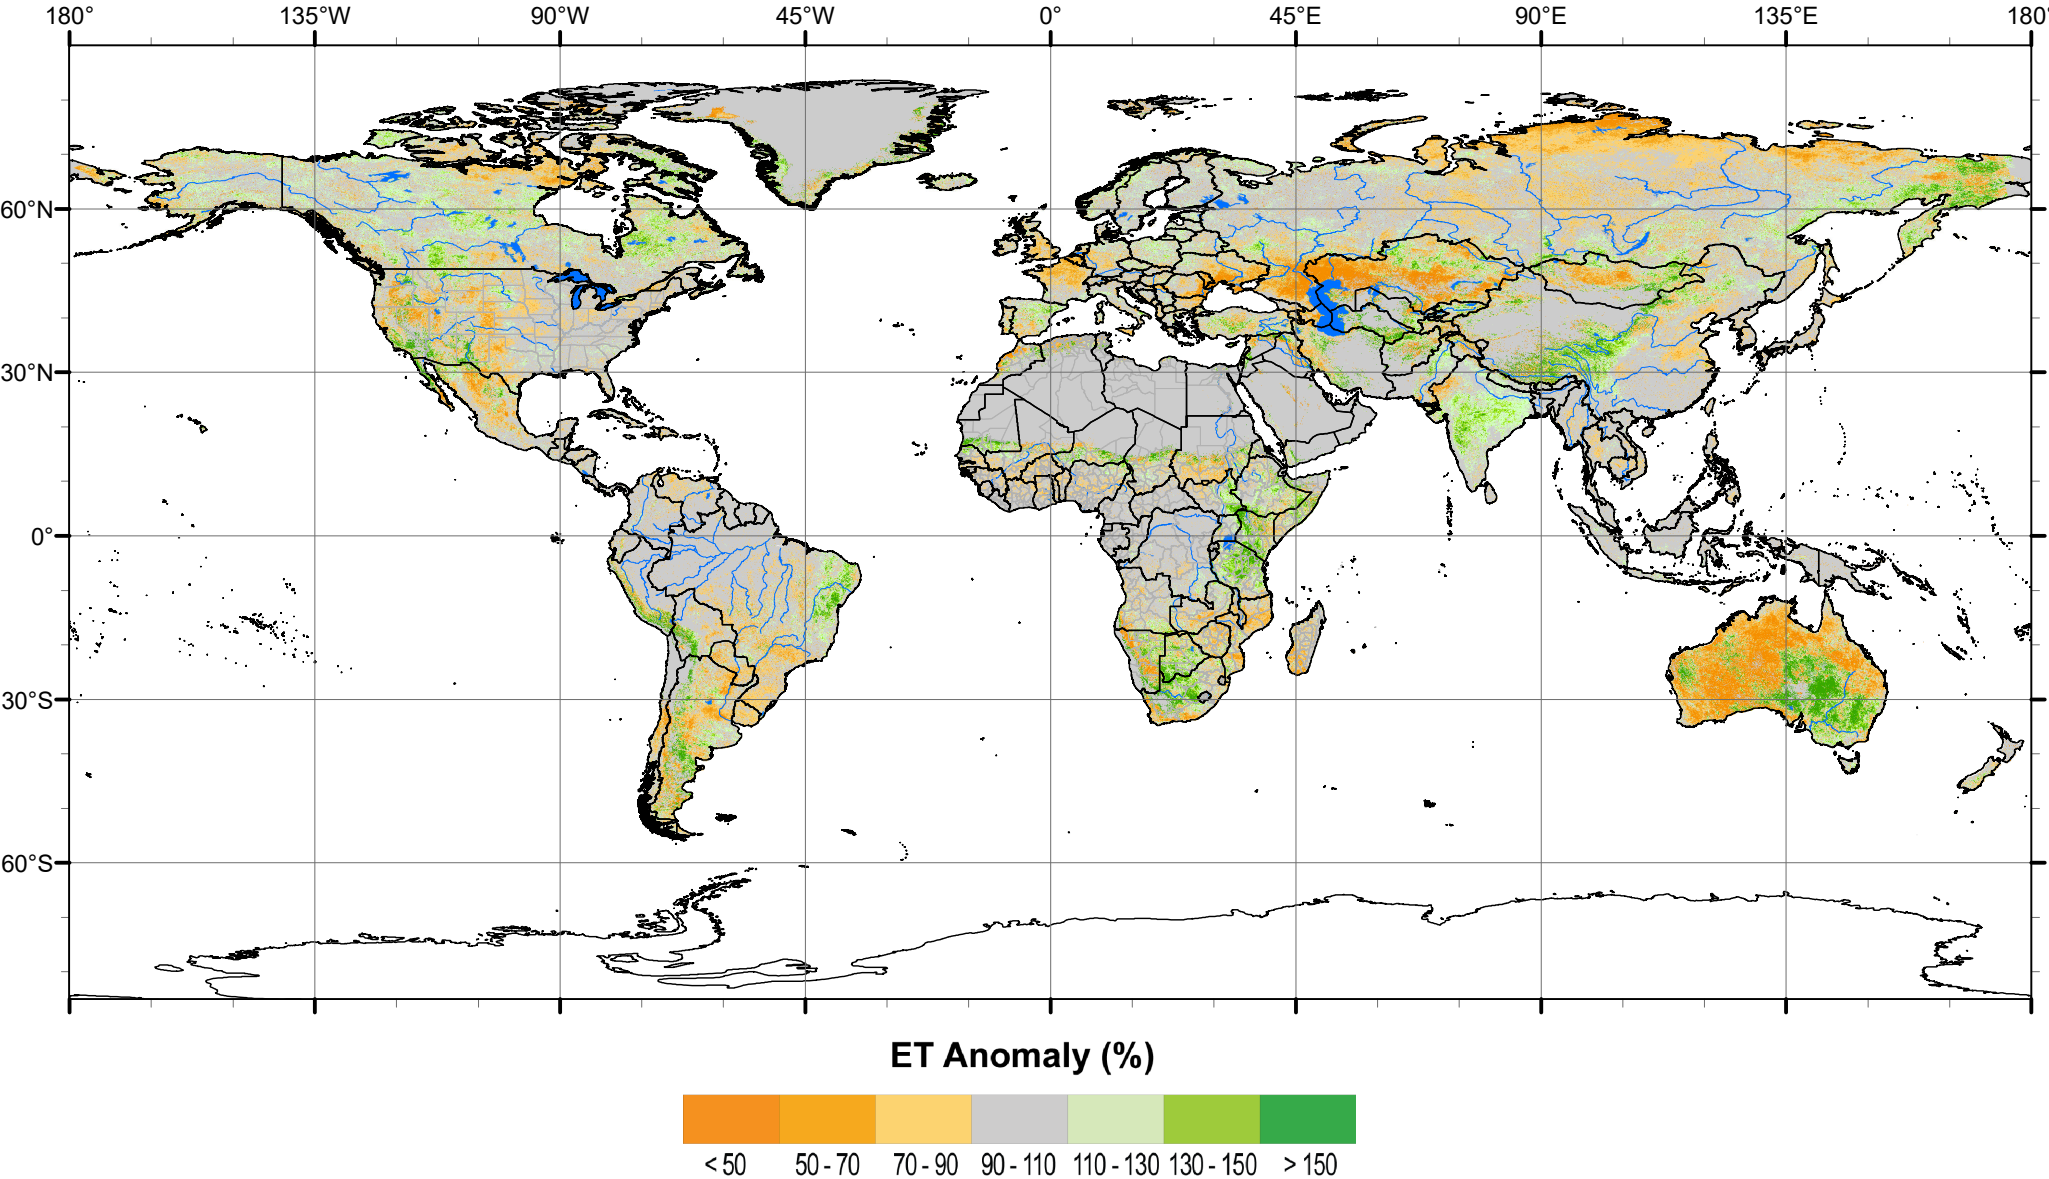 180° 135°W 90°W 45°W 0° 45°E 90°E 135°E 180°
60°N
30°N
0°
30°S
60°S
ET Anomaly (%)
< 50 50 - 70 70 - 90 90 - 110 110 - 130 130 - 150 > 150